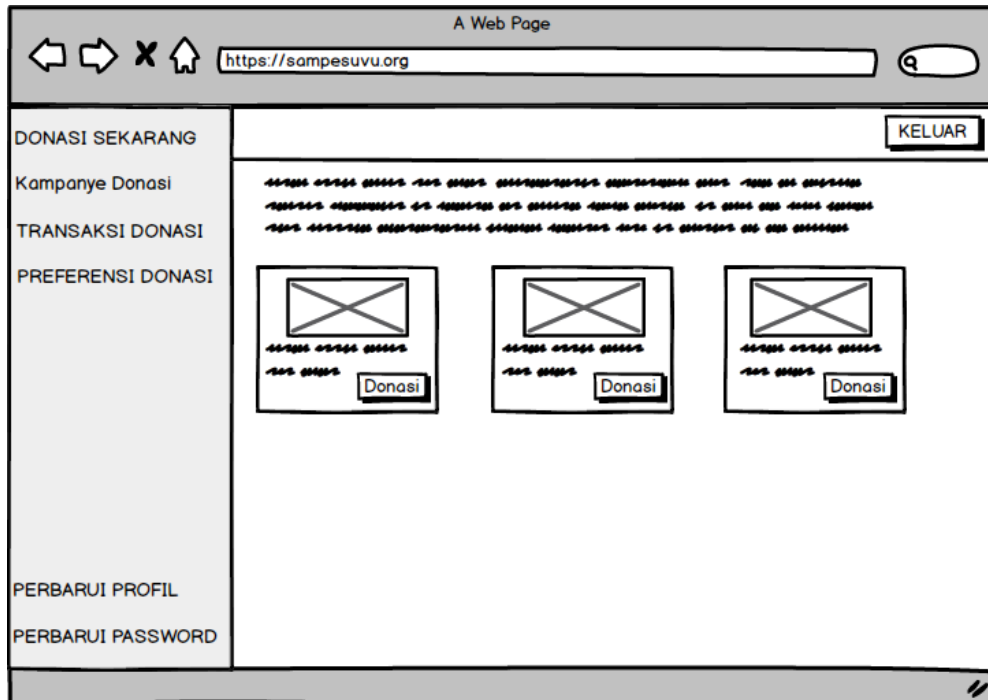 A Web Page
https://sampesuvu.org
DONASI SEKARANG
Kampanye Donasi
TRANSAKSI DONASI
PREFERENSI DONASI
PERBARUI PROFIL
PERBARUI PASSWORD
KELUAR
Donasi
Donasi
Donasi